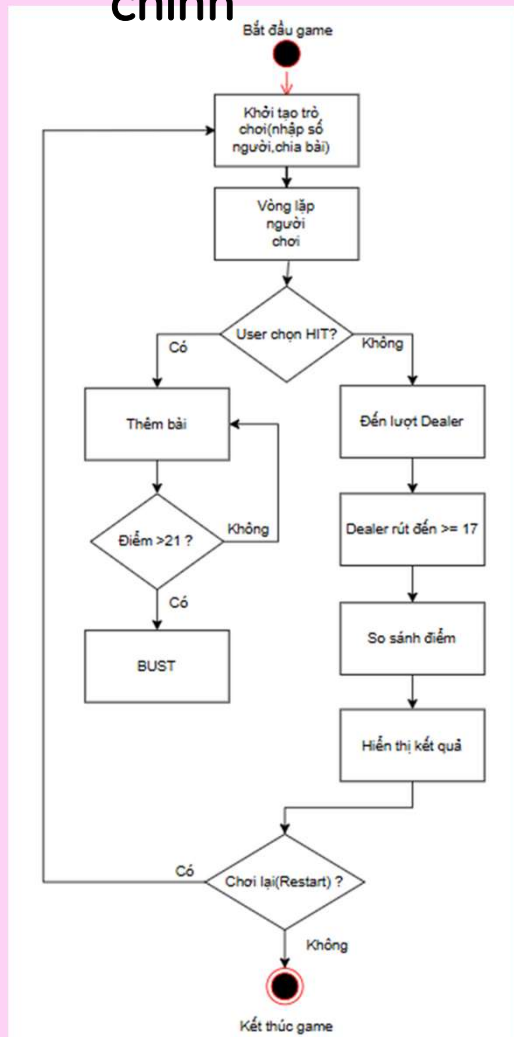 chính
Bắt đầu game
Khởi tạo trò
chơi(nhập số
người,chia bài)
Vòng lặp
người
chơi
User chọn HIT?
Có
Không
Thêm bài
Đến lượt Dealer
Điểm >21 ?
Không
Dealer rút đến >= 17
Có
BUST
So sánh điểm
Hiển thị kết quả
Chơi lại(Restart) ?
Có
Không
Kết thúc game